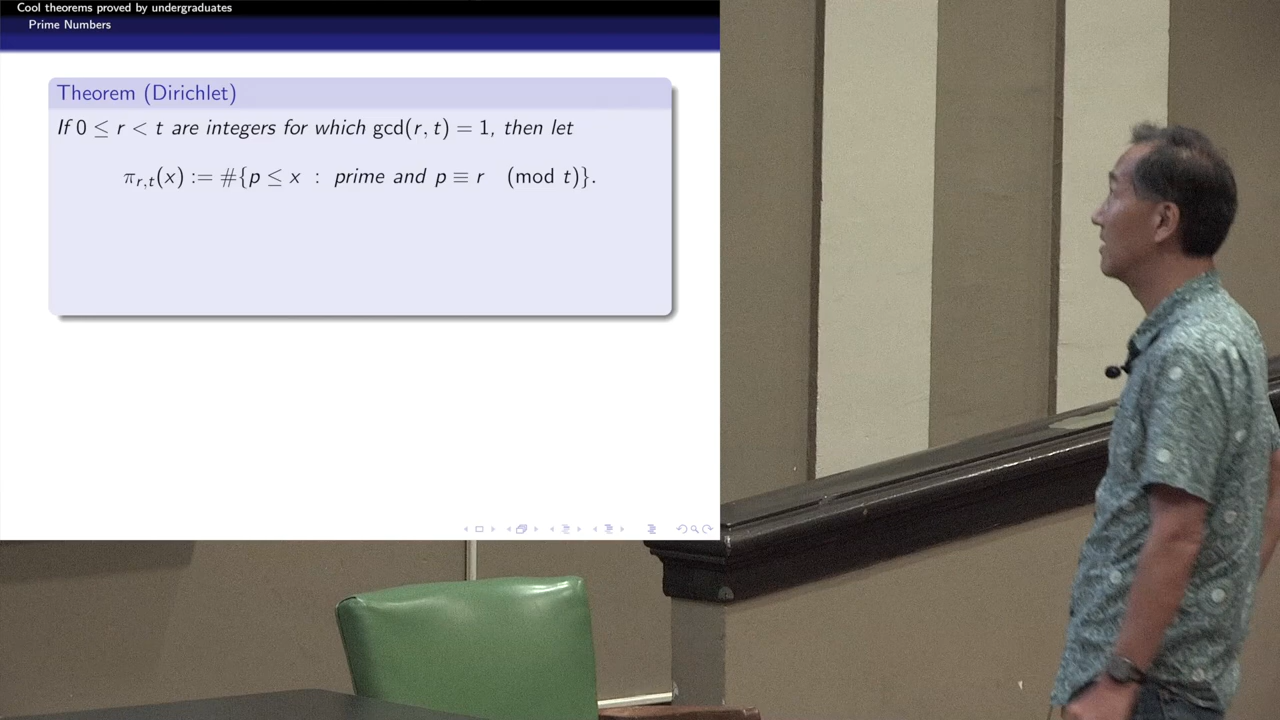 Cool theorems proved by undergraduates
Prime Numbers
Theorem (Dirichlet)
If 0 ≤ r < t are integers for which gcd(r, t) = 1, then let
π_{r,t}(x) := #{p ≤ x : prime and p ≡ r (mod t)}.